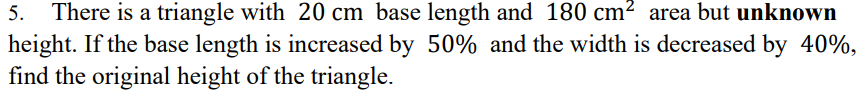 5. There is a triangle with 20 cm base length and 180 cm² area but unknown
height. If the base length is increased by 50% and the width is decreased by 40%,
find the original height of the triangle.